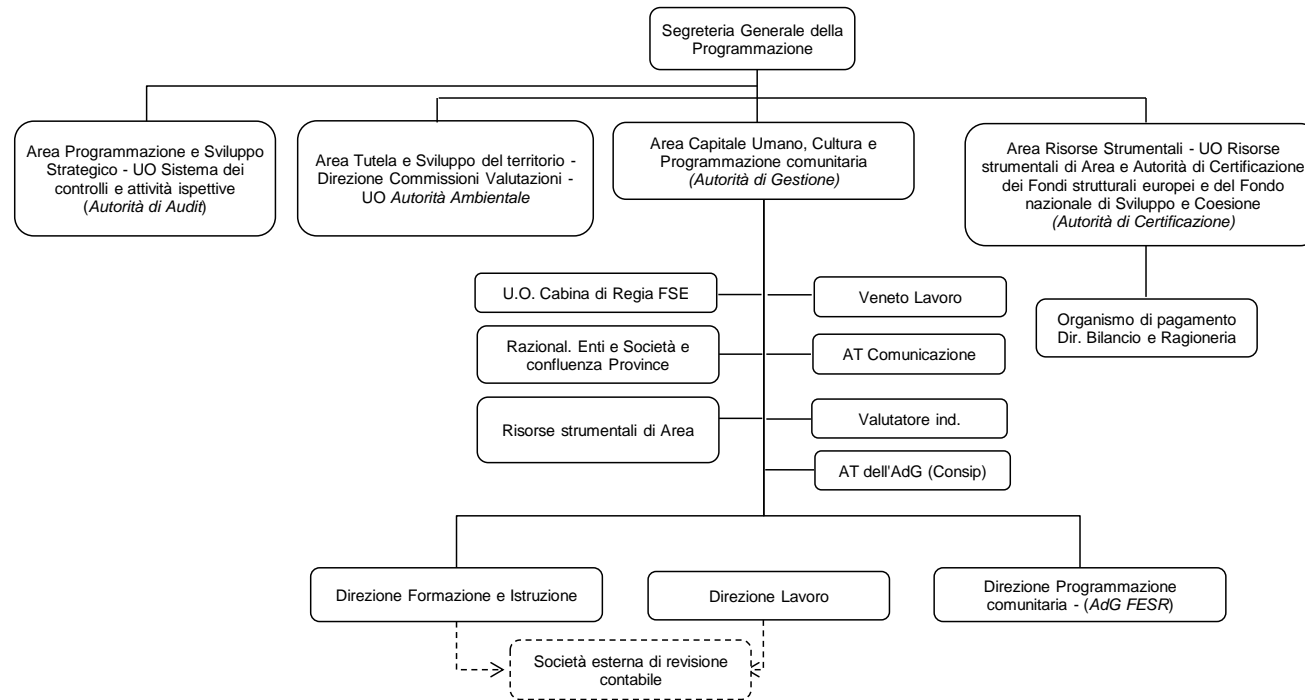 Segreteria Generale della
Programmazione
Area Programmazione e Sviluppo
Strategico - UO Sistema dei
controlli e attività ispettive
(Autorità di Audit)
Area Tutela e Sviluppo del territorio -
Direzione Commissioni Valutazioni -
UO Autorità Ambientale
Area Capitale Umano, Cultura e
Programmazione comunitaria
(Autorità di Gestione)
Area Risorse Strumentali - UO Risorse
strumentali di Area e Autorità di Certificazione
dei Fondi strutturali europei e del Fondo
nazionale di Sviluppo e Coesione
(Autorità di Certificazione)
U.O. Cabina di Regia FSE
Veneto Lavoro
Organismo di pagamento
Dir. Bilancio e Ragioneria
Razional. Enti e Società e
confluenza Province
AT Comunicazione
Risorse strumentali di Area
Valutatore ind.
AT dell'AdG (Consip)
Direzione Formazione e Istruzione
Direzione Lavoro
Direzione Programmazione
comunitaria - (AdG FESR)
Società esterna di revisione
contabile